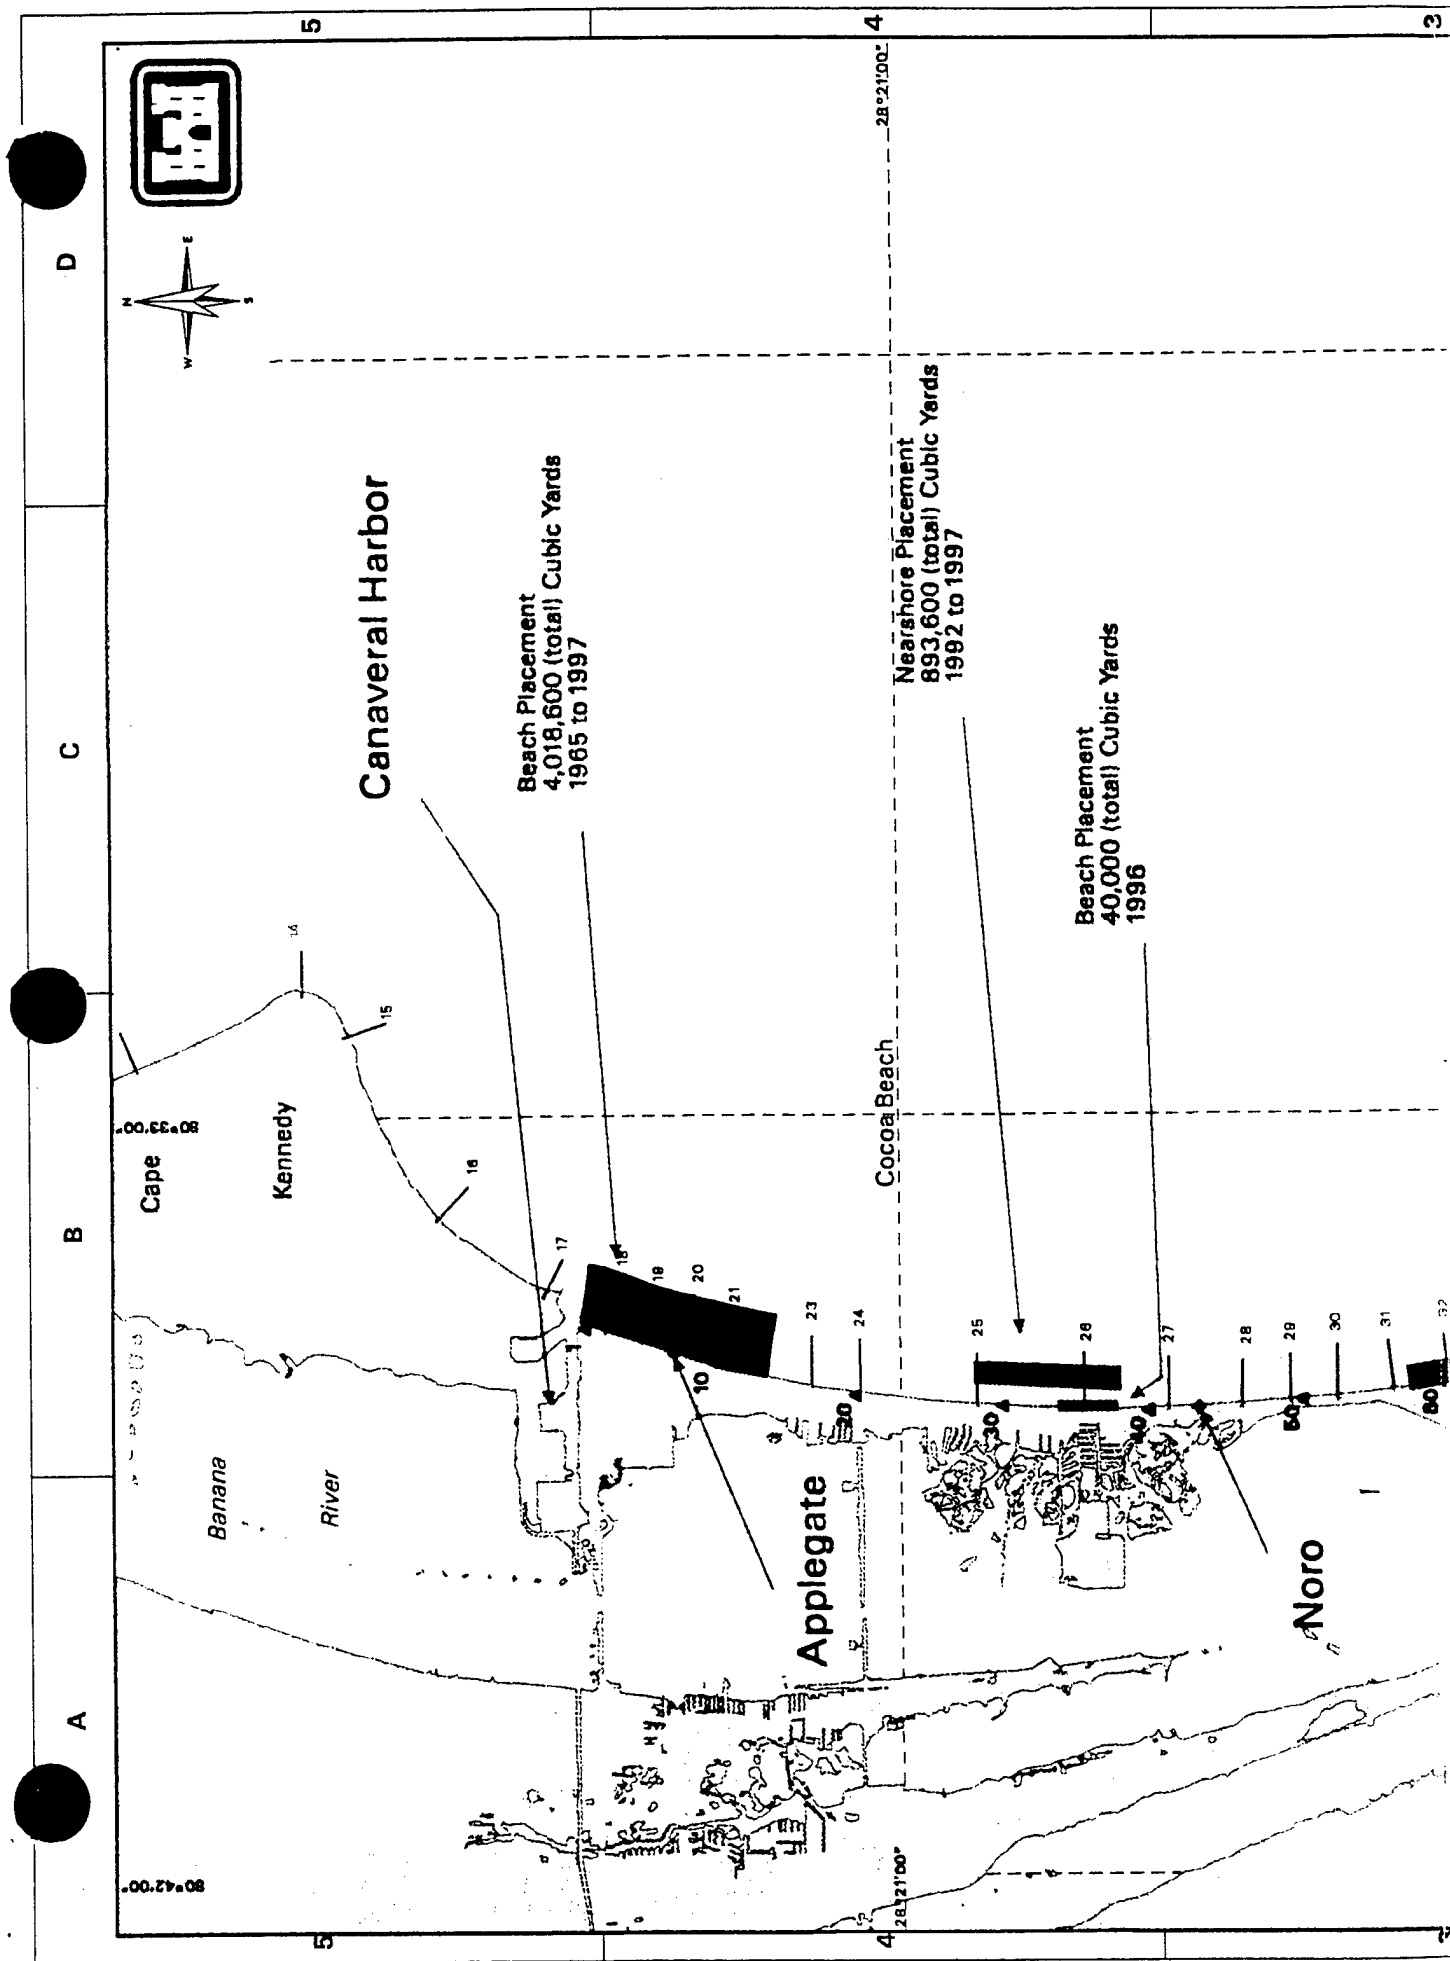 D
C
B
A
5
4
3
5
4
N
W
E
S
28°21'00"
Canaveral Harbor
Beach Placement
4,018,600 (total) Cubic Yards
1965 to 1997
Nearshore Placement
893,600 (total) Cubic Yards
1992 to 1997
Beach Placement
40,000 (total) Cubic Yards
1996
14
15
80°33'00"
Cape
Kennedy
16
17
18
19
20
21
23
24
25
26
27
28
29
30
31
32
Cocoa Beach
10
20
30
40
50
60
Banana
River
Applegate
Noro
80°42'00"
28°21'00"